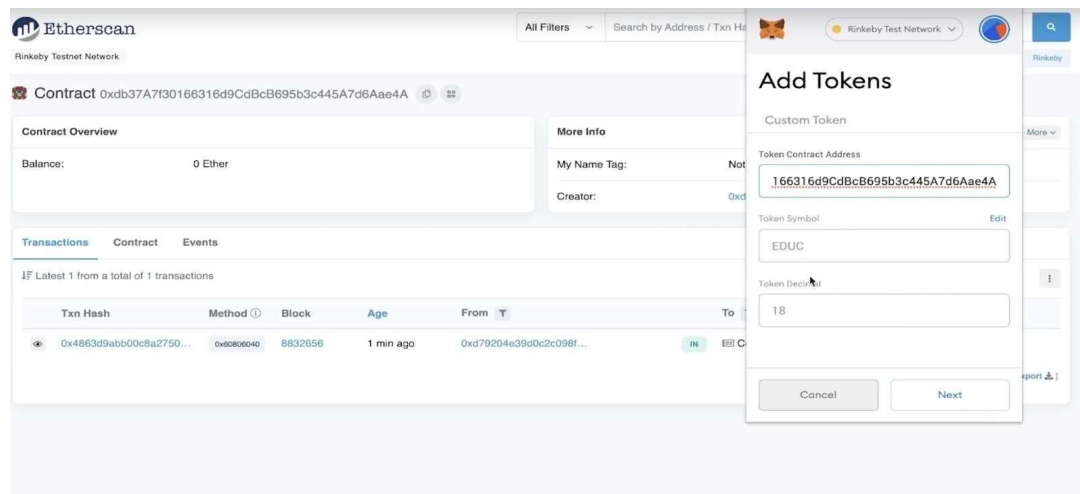 Etherscan
All Filters
Search by Address / Txn Ha
Rinkeby Test Network
Rinkeby Testnet Network
Rinkeby
Contract 0xdb37A7f30166316d9CdBcB695b3c445A7d6Aae4A
Add Tokens
Custom Token
Contract Overview
More Info
More
Balance:
0 Ether
My Name Tag:
Not
Creator:
0xd
Token Contract Address
166316d9CdBcB695b3c445A7d6Aae4A
Token Symbol
Edit
EDUC
Transactions
Contract
Events
Latest 1 from a total of 1 transactions
Token Decimal
18
Txn Hash
Method
Block
Age
From
To
0x4863d9abb00c8a2750...
0x60806040
8832656
1 min ago
0xd79204e39d0c2c098f...
IN
C
xport ]
Cancel
Next